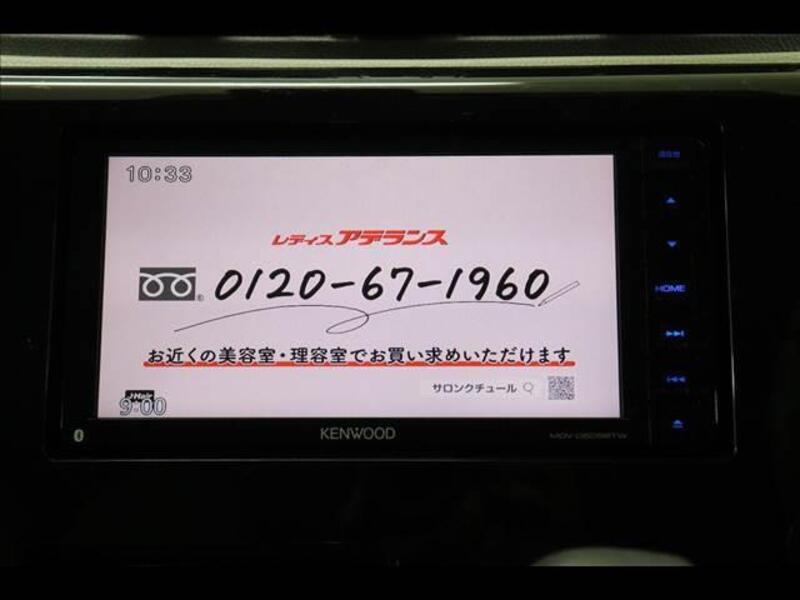 10:33
レディス アデランス
0120-67-1960
お近くの美容室・理容室でお買い求めいただけます
サロンクチュール
9:00
KENWOOD
HOME